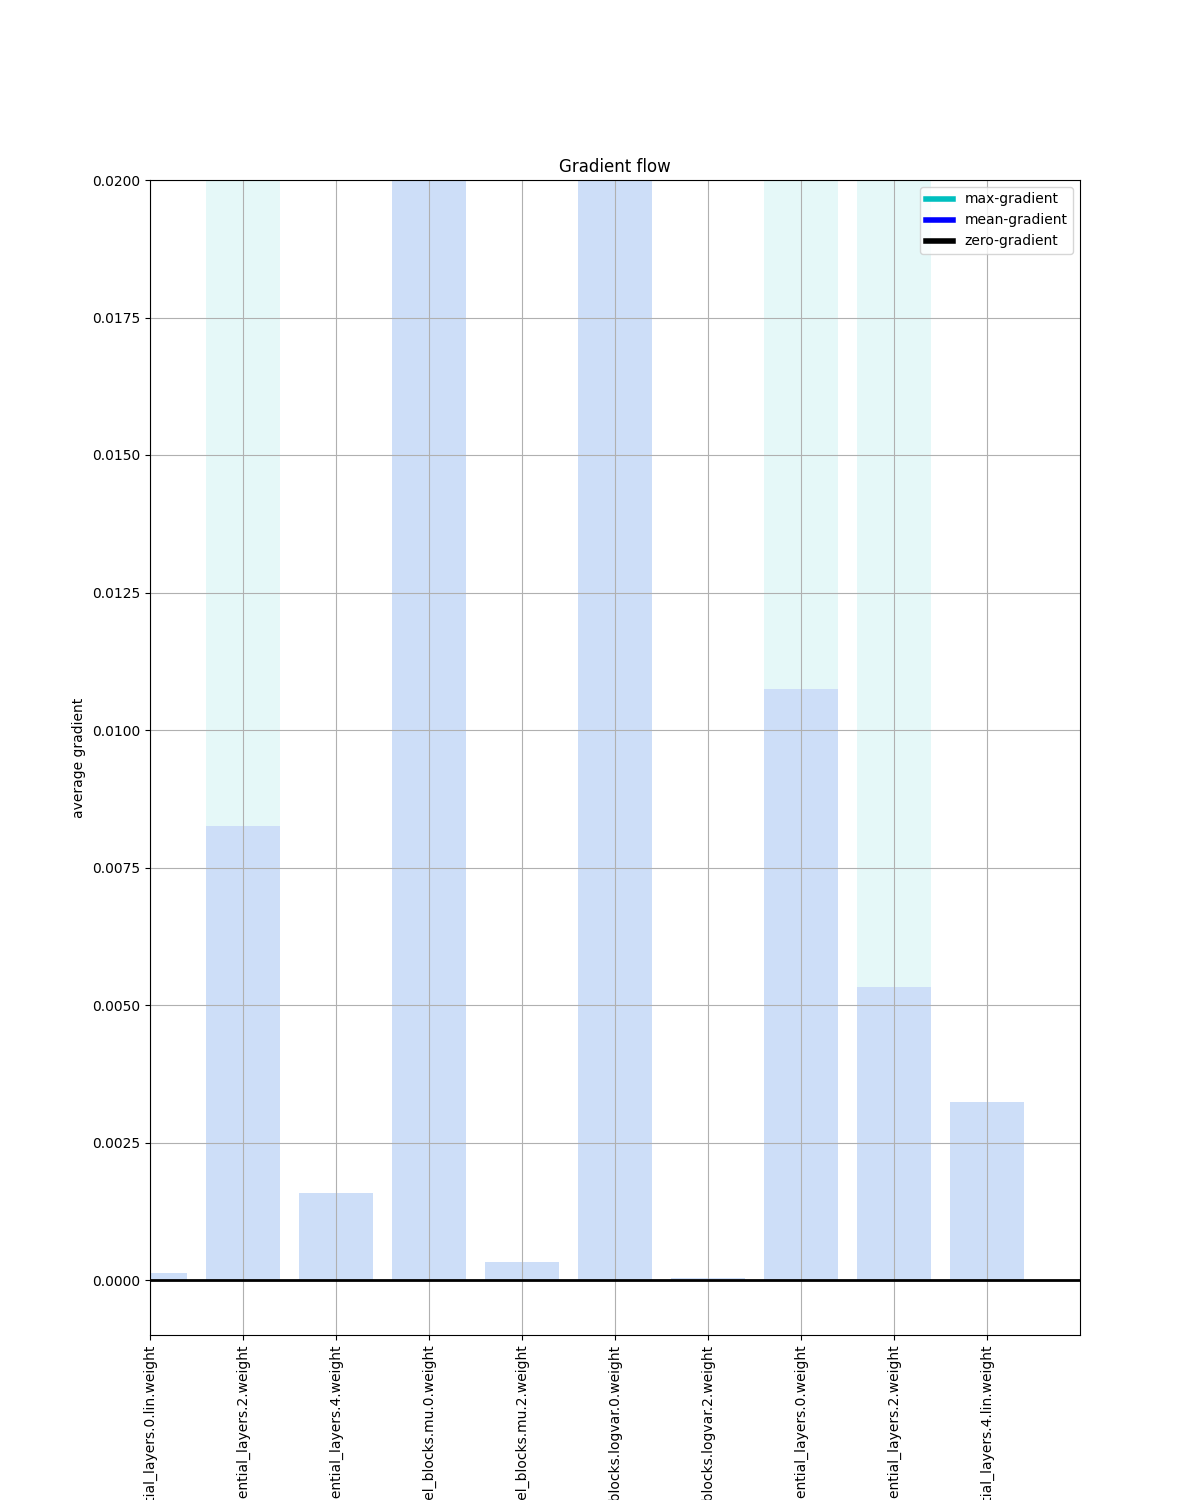 Gradient flow
max-gradient
mean-gradient
zero-gradient
0.0200
0.0175
0.0150
0.0125
0.0100
0.0075
0.0050
0.0025
0.0000
average gradient
tial_layers.0.lin.weight
ential_layers.2.weight
ential_layers.4.weight
el_blocks.mu.0.weight
el_blocks.mu.2.weight
blocks.logvar.0.weight
blocks.logvar.2.weight
ential_layers.0.weight
ential_layers.2.weight
tial_layers.4.lin.weight